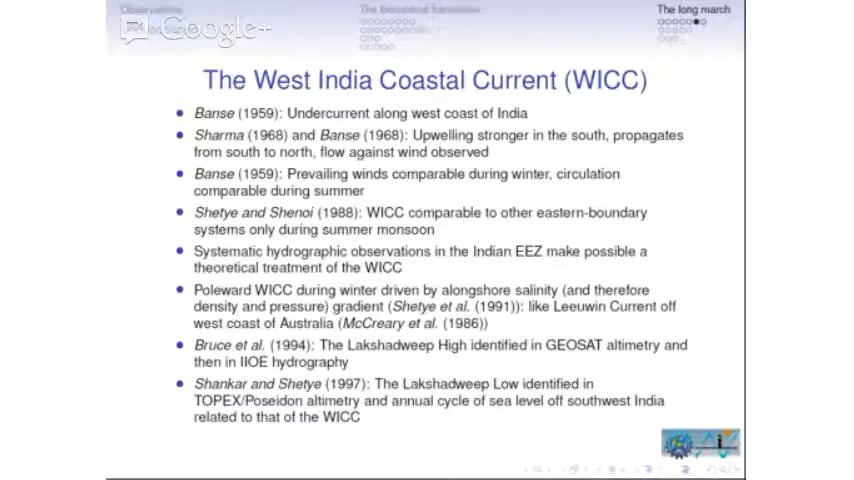 Observations
The theoretical framework
The long march
Google+
The West India Coastal Current (WICC)
Banse (1959): Undercurrent along west coast of India
Sharma (1968) and Banse (1968): Upwelling stronger in the south, propagates
from south to north, flow against wind observed
Banse (1959): Prevailing winds comparable during winter, circulation
comparable during summer
Shetye and Shenoi (1988): WICC comparable to other eastern-boundary
systems only during summer monsoon
Systematic hydrographic observations in the Indian EEZ make possible a
theoretical treatment of the WICC
Poleward WICC during winter driven by alongshore salinity (and therefore
density and pressure) gradient (Shetye et al. (1991)): like Leeuwin Current off
west coast of Australia (McCreary et al. (1986))
Bruce et al. (1994): The Lakshadweep High identified in GEOSAT altimetry and
then in IIOE hydrography
Shankar and Shetye (1997): The Lakshadweep Low identified in
TOPEX/Poseidon altimetry and annual cycle of sea level off southwest India
related to that of the WICC